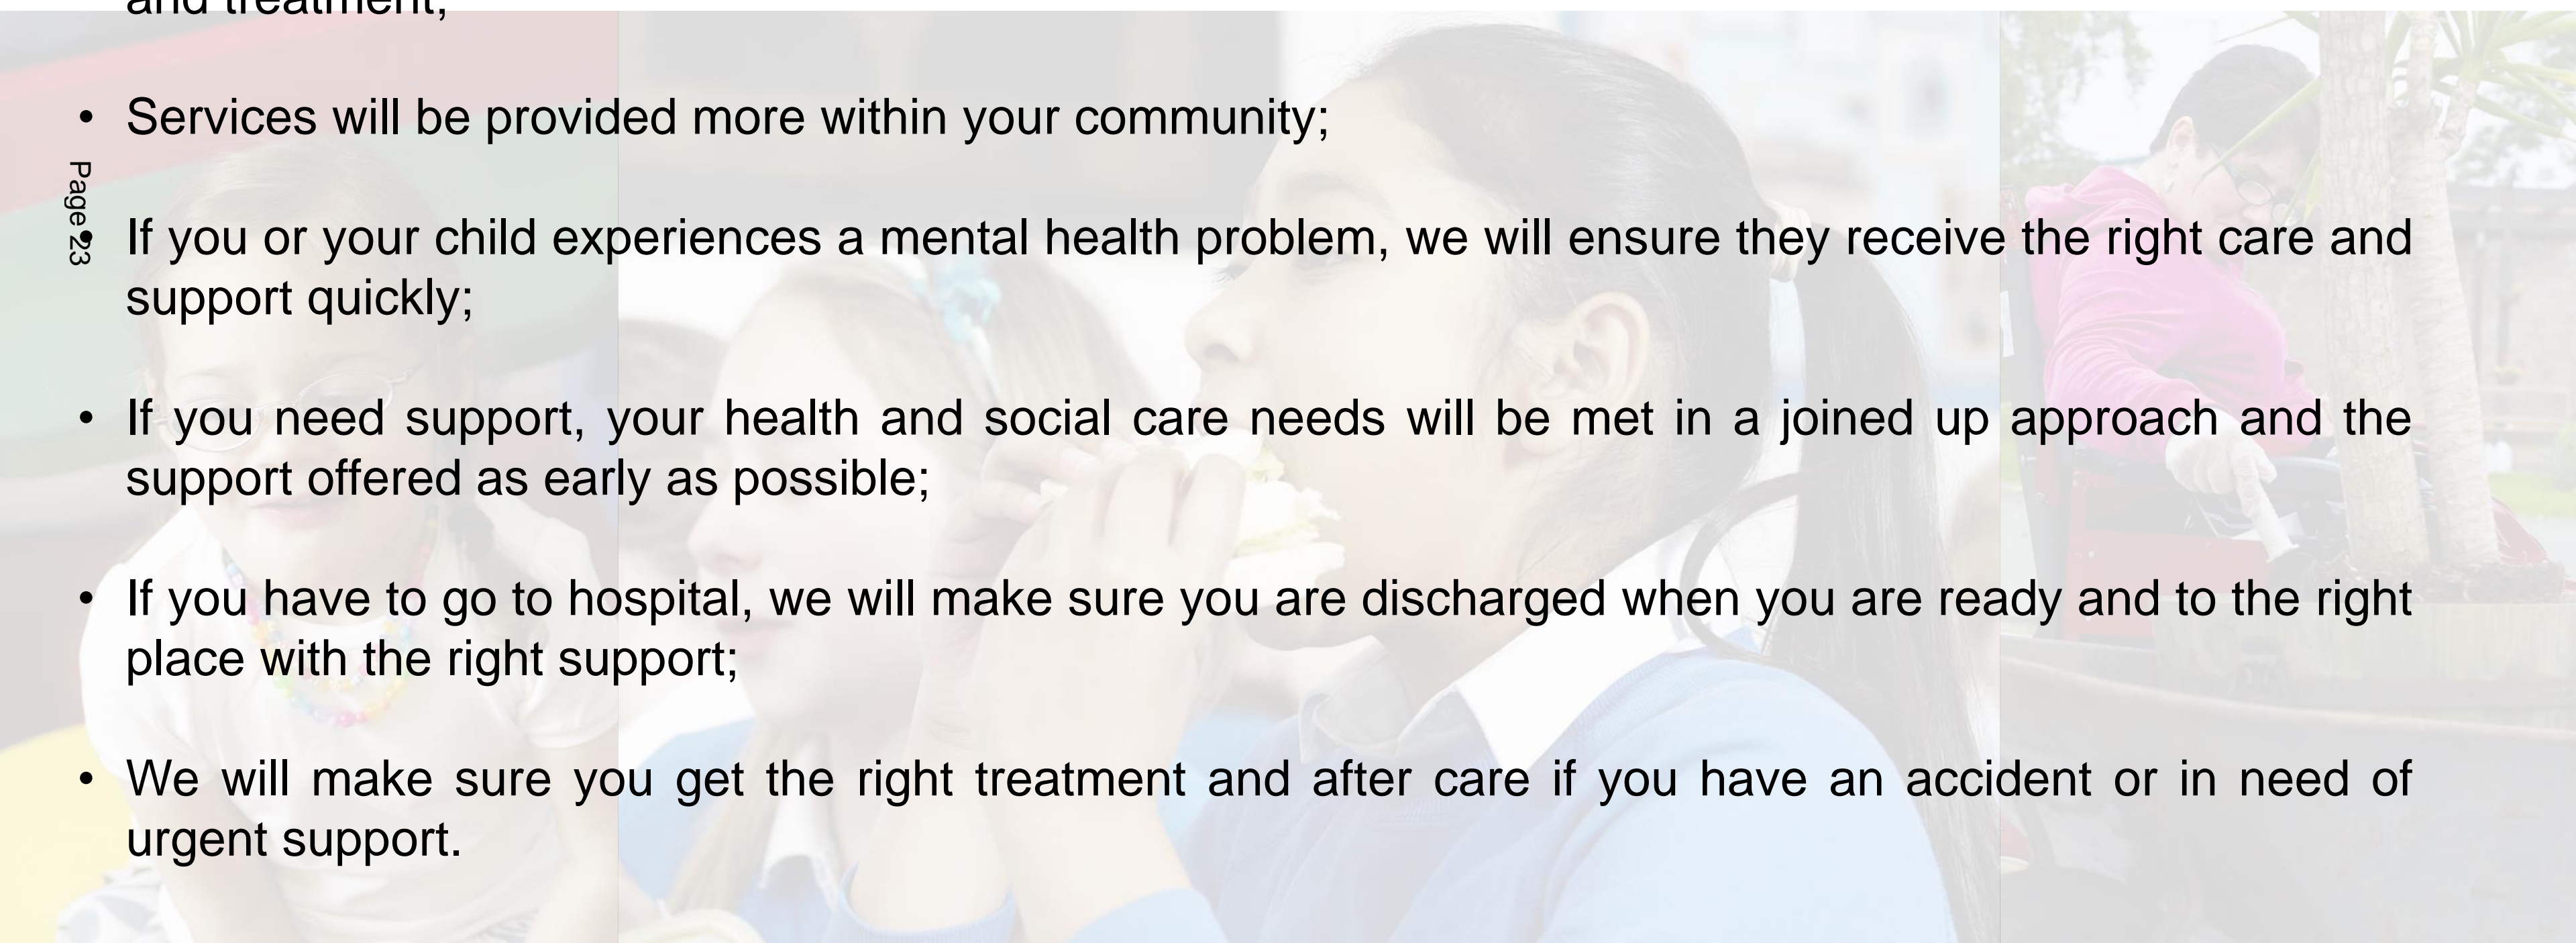 and treatment;
• Services will be provided more within your community;
Page 23
• If you or your child experiences a mental health problem, we will ensure they receive the right care and
support quickly;
• If you need support, your health and social care needs will be met in a joined up approach and the
support offered as early as possible;
• If you have to go to hospital, we will make sure you are discharged when you are ready and to the right
place with the right support;
• We will make sure you get the right treatment and after care if you have an accident or in need of
urgent support.